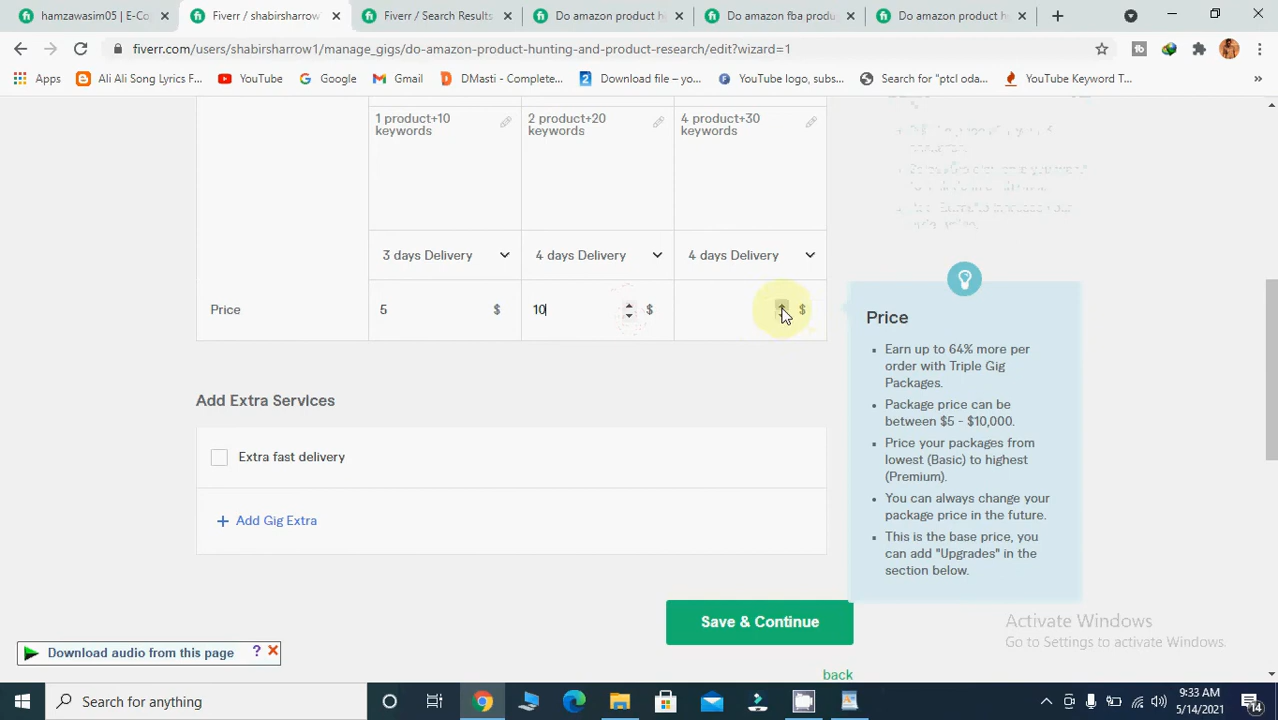 hamzawasim05 | E-Co
Fiverr / shabirsharrow
Fiverr / Search Results
Do amazon product h
Do amazon fba produ
Do amazon product h
fiverr.com/users/shabirsharrow1/manage_gigs/do-amazon-product-hunting-and-product-research/edit?wizard=1
Apps
Ali Ali Song Lyrics F...
YouTube
Google
Gmail
DMasti - Complete...
Download file – yo...
YouTube logo, subs...
Search for "ptcl oda...
YouTube Keyword T...
»
1 product+10
keywords
2 product+20
keywords
4 product+30
keywords
3 days Delivery
4 days Delivery
4 days Delivery
Price
5 $
10 $
$
Price
Earn up to 64% more per
order with Triple Gig
Packages.
Package price can be
between $5 - $10,000.
Price your packages from
lowest (Basic) to highest
(Premium).
You can always change your
package price in the future.
This is the base price, you
can add "Upgrades" in the
section below.
Add Extra Services
Extra fast delivery
+ Add Gig Extra
Save & Continue
back
Activate Windows
Go to Settings to activate Windows.
Download audio from this page ?
Search for anything
9:33 AM
5/14/2021
14